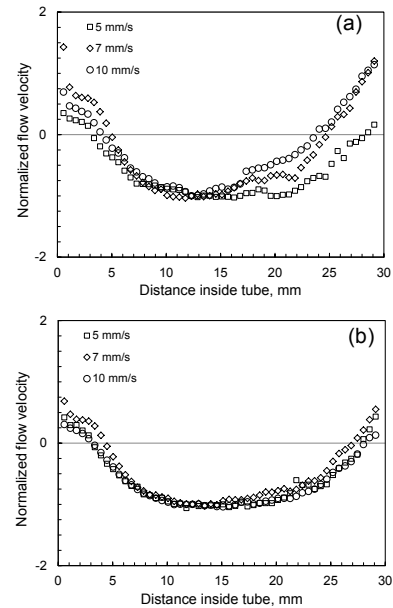 2
(a)
5 mm/s
7 mm/s
10 mm/s
0
-2
0 5 10 15 20 25 30
Normalized flow velocity
Distance inside tube, mm
2
(b)
5 mm/s
7 mm/s
10 mm/s
0
-2
0 5 10 15 20 25 30
Normalized flow velocity
Distance inside tube, mm